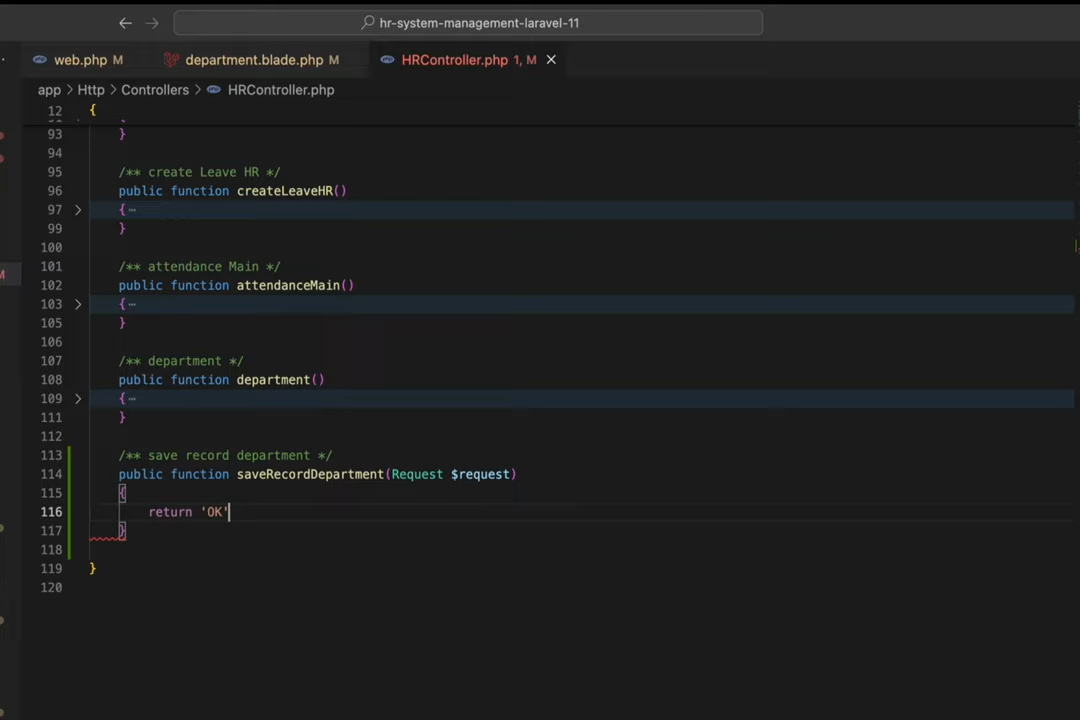 hr-system-management-laravel-11
web.php M department.blade.php M HRController.php 1, M
app > Http > Controllers > HRController.php
12 {
93 }
94
95 /** create Leave HR */
96 public function createLeaveHR()
97 > {⋯
99 }
100
101 /** attendance Main */
102 public function attendanceMain()
103 > {⋯
105 }
106
107 /** department */
108 public function department()
109 > {⋯
111 }
112
113 /** save record department */
114 public function saveRecordDepartment(Request $request)
115 {
116 return 'OK'
117 }
118
119 }
120